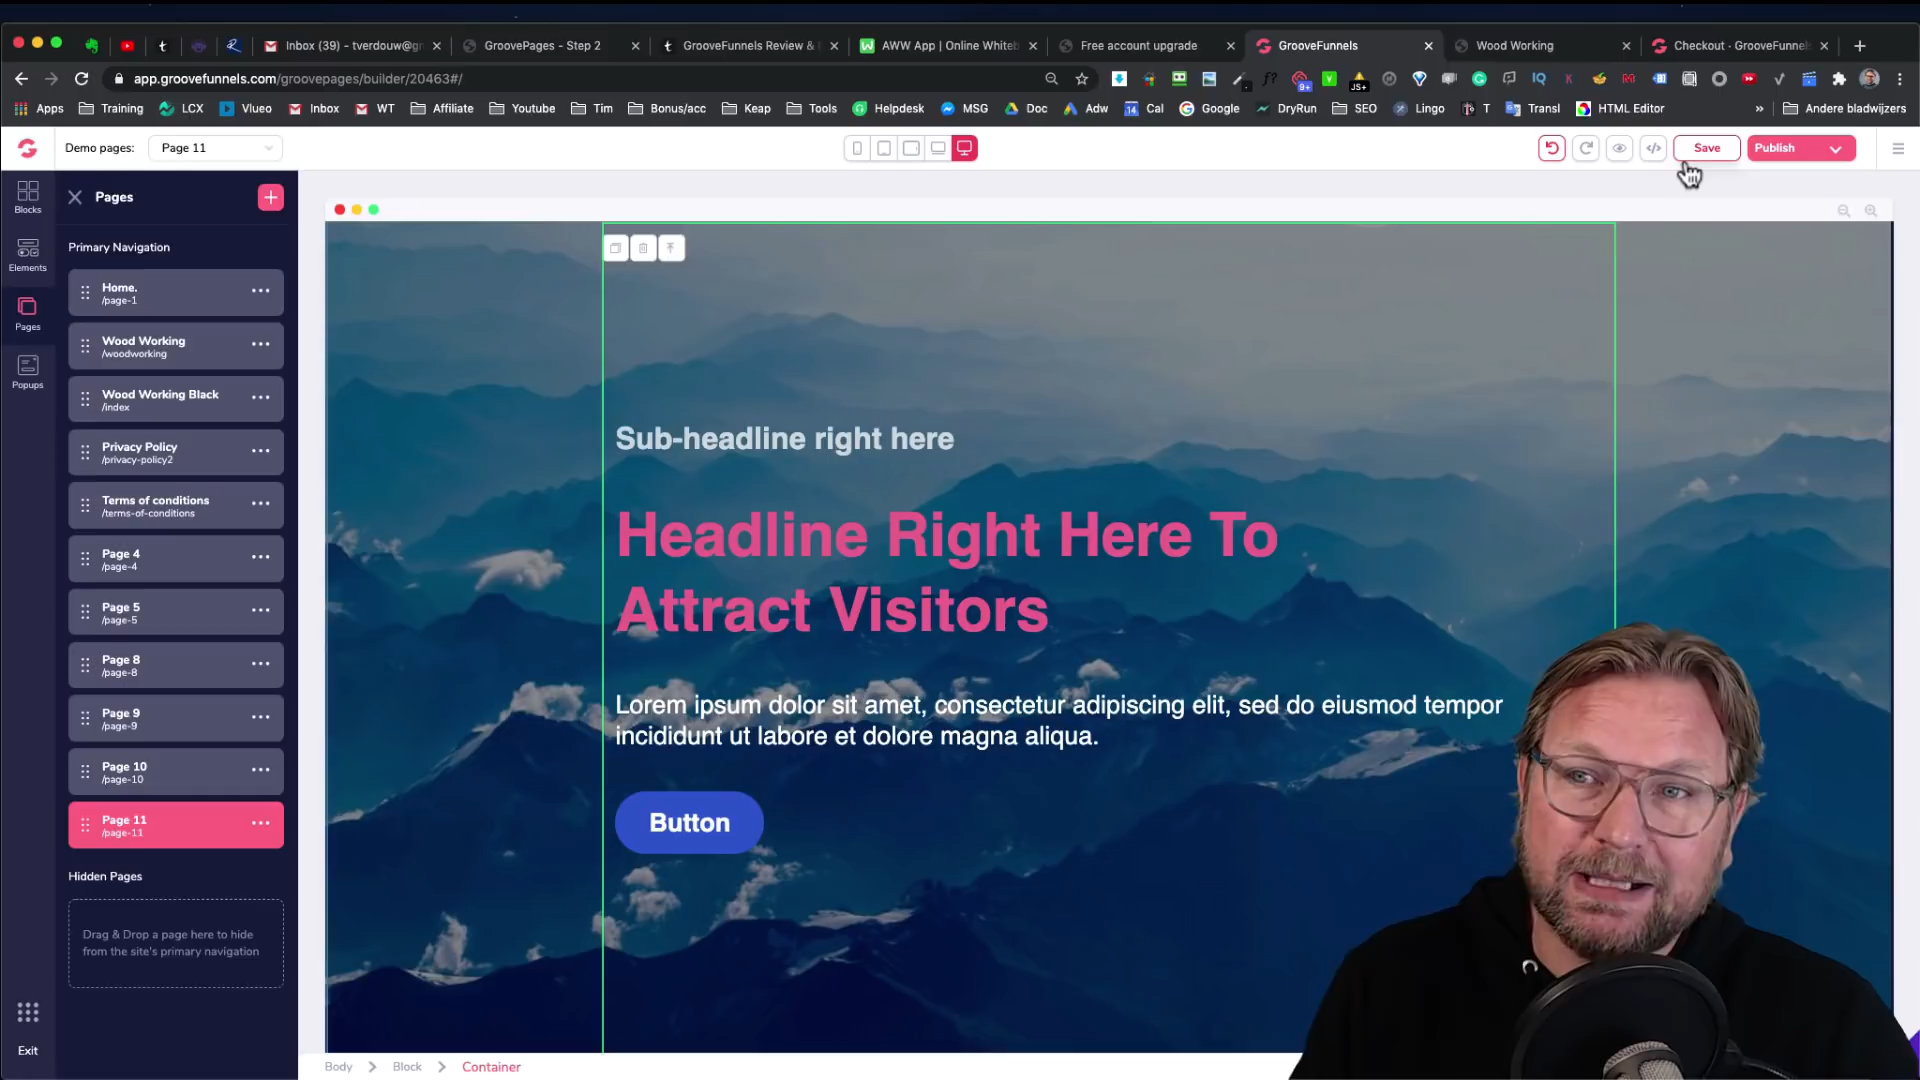 Inbox (39) - tverdouw@gr
GroovePages - Step 2
GrooveFunnels Review &
AWW App | Online Whiteb
Free account upgrade
GrooveFunnels
Wood Working
Checkout · GrooveFunnels
app.groovefunnels.com/groovepages/builder/20463#/
Apps
Training
LCX
Vlueo
Inbox
WT
Affiliate
Youtube
Tim
Bonus/acc
Keap
Tools
Helpdesk
MSG
Doc
Adw
Cal
Google
DryRun
SEO
Lingo
T
Transl
HTML Editor
Andere bladwijzers
Demo pages:
Page 11
Save
Publish
Blocks
Elements
Pages
Popups
Exit
Pages
Primary Navigation
Home.
/page-1
Wood Working
/woodworking
Wood Working Black
/index
Privacy Policy
/privacy-policy2
Terms of conditions
/terms-of-conditions
Page 4
/page-4
Page 5
/page-5
Page 8
/page-8
Page 9
/page-9
Page 10
/page-10
Page 11
/page-11
Hidden Pages
Drag & Drop a page here to hide
from the site's primary navigation
Sub-headline right here
Headline Right Here To
Attract Visitors
Lorem ipsum dolor sit amet, consectetur adipiscing elit, sed do eiusmod tempor
incididunt ut labore et dolore magna aliqua.
Button
Body
Block
Container